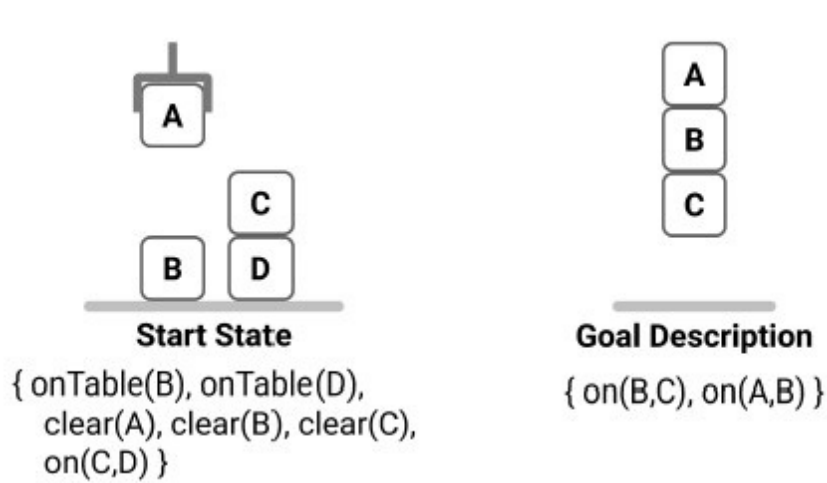 A
C
B
D
Start State
{ onTable(B), onTable(D),
clear(A), clear(B), clear(C),
on(C,D) }
A
B
C
Goal Description
{ on(B,C), on(A,B) }